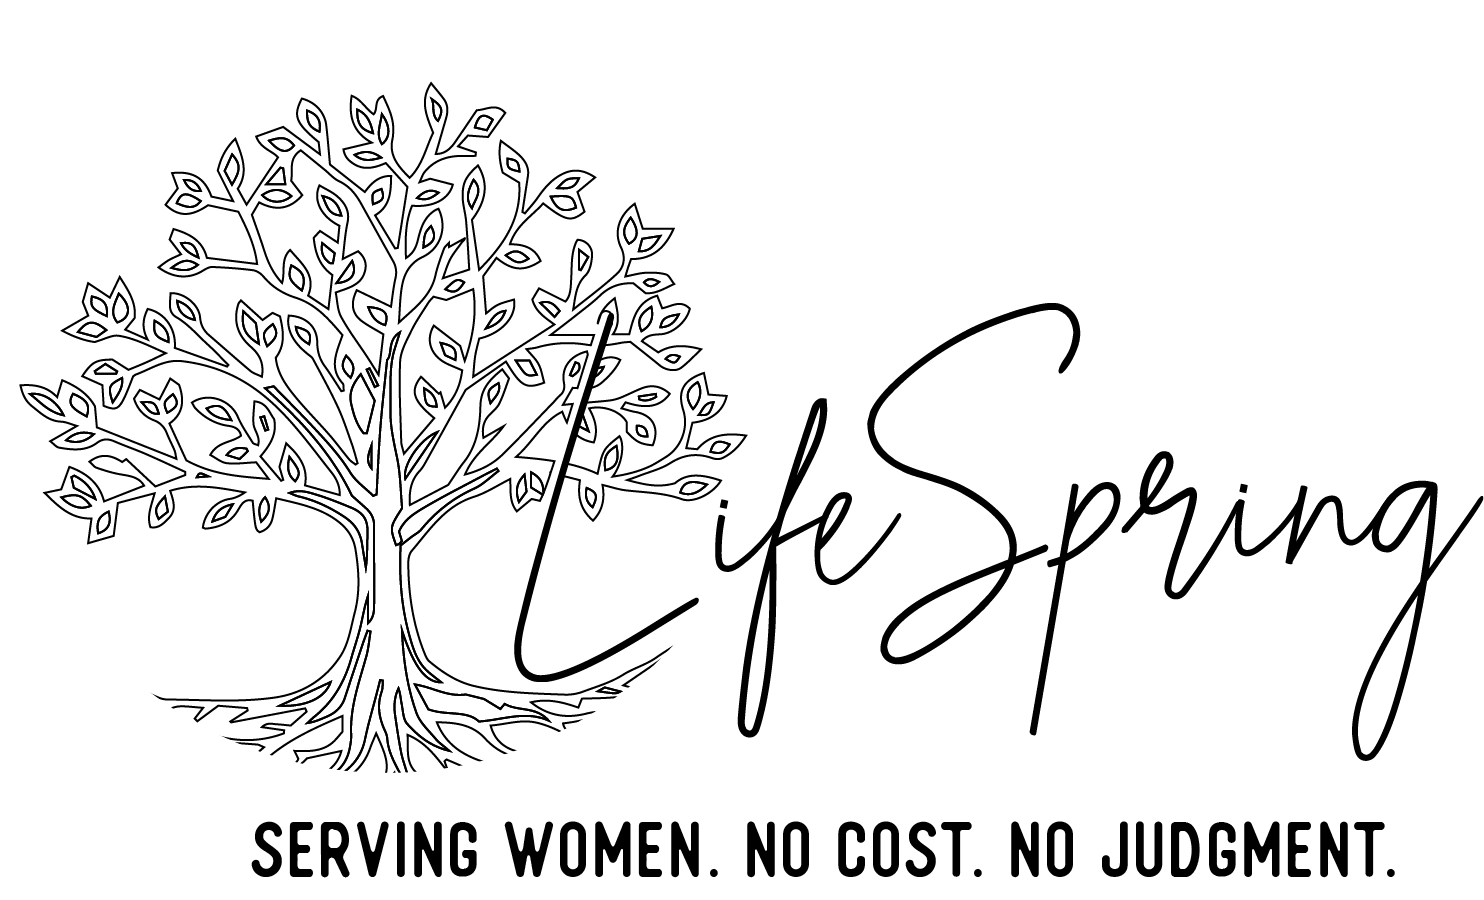 LifeSpring
SERVING WOMEN. NO COST. NO JUDGMENT.